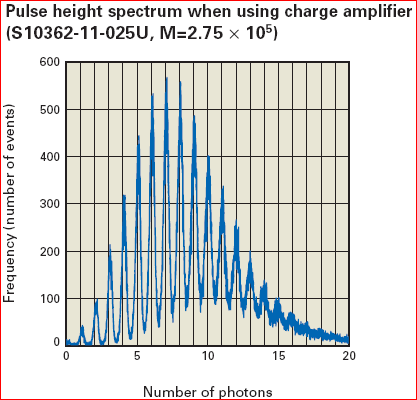 Pulse height spectrum when using charge amplifier
(S10362-11-025U, M=2.75 × 10⁵)
600
500
400
300
200
100
0
Frequency (number of events)
0 5 10 15 20
Number of photons